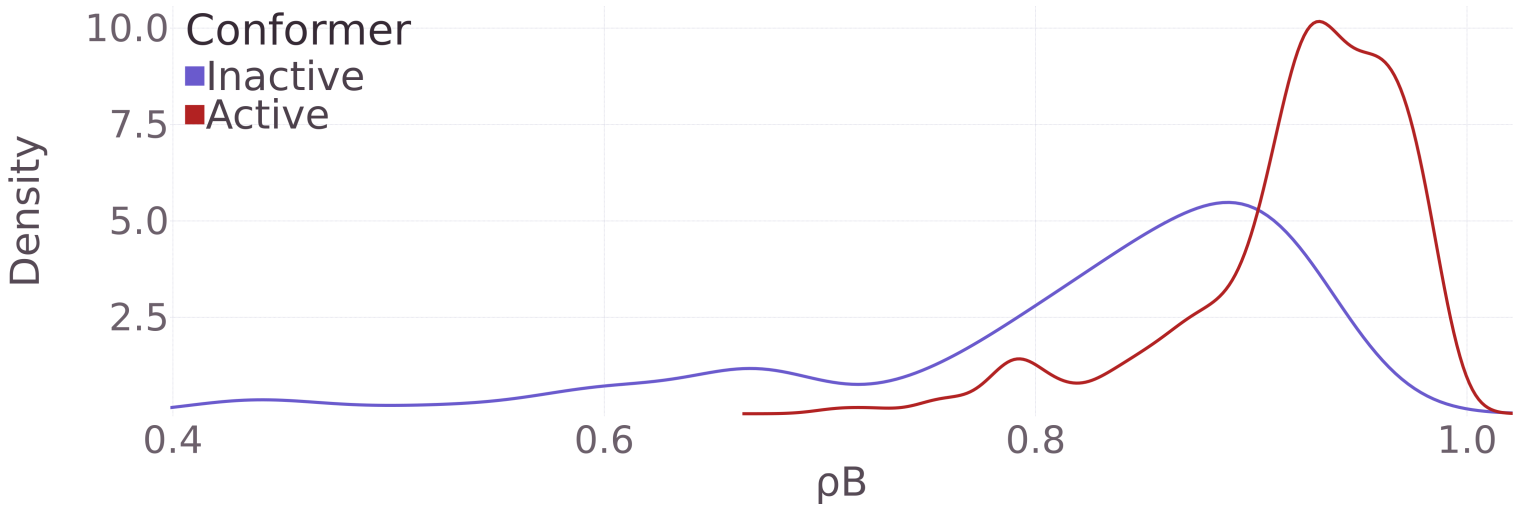 Conformer
Inactive
Active
Density
10.0
7.5
5.0
2.5
0.4 0.6 0.8 1.0
ρB